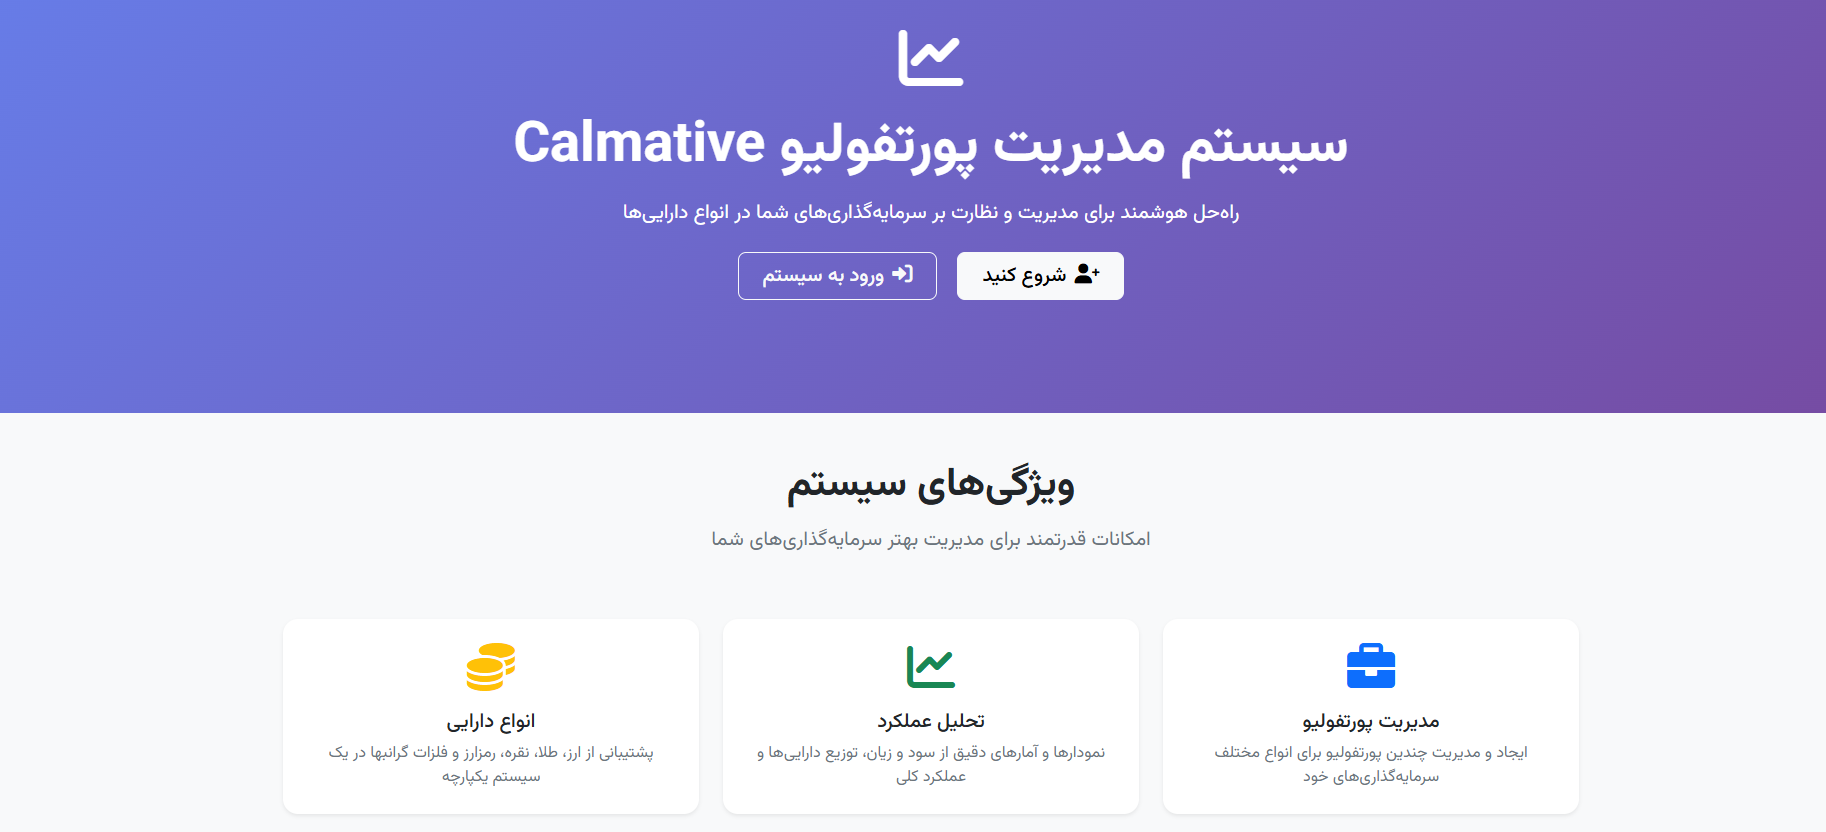 سیستم مدیریت پورتفولیو Calmative
راه‌حل هوشمند برای مدیریت و نظارت بر سرمایه‌گذاری‌های شما در انواع دارایی‌ها
شروع کنید
ورود به سیستم
ویژگی‌های سیستم
امکانات قدرتمند برای مدیریت بهتر سرمایه‌گذاری‌های شما
مدیریت پورتفولیو
ایجاد و مدیریت چندین پورتفولیو برای انواع مختلف
سرمایه‌گذاری‌های خود
تحلیل عملکرد
نمودارها و آمارهای دقیق از سود و زیان، توزیع دارایی‌ها و
عملکرد کلی
انواع دارایی
پشتیبانی از ارز، طلا، نقره، رمزارز و فلزات گرانبها در یک
سیستم یکپارچه